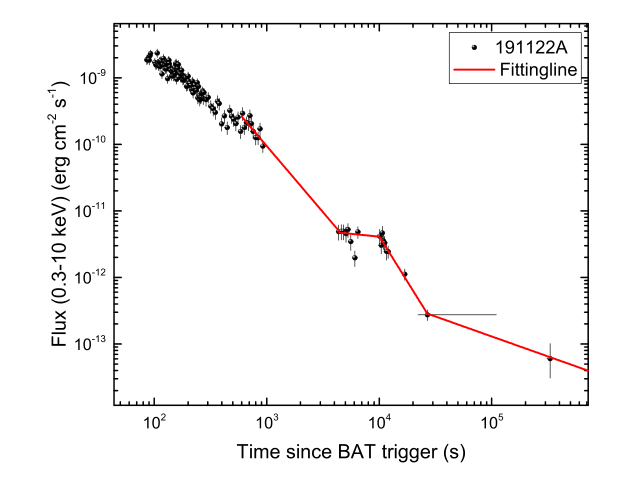 191122A
Fittingline
10⁻⁹
10⁻¹⁰
10⁻¹¹
10⁻¹²
10⁻¹³
Flux (0.3-10 keV) (erg cm⁻² s⁻¹)
10² 10³ 10⁴ 10⁵
Time since BAT trigger (s)